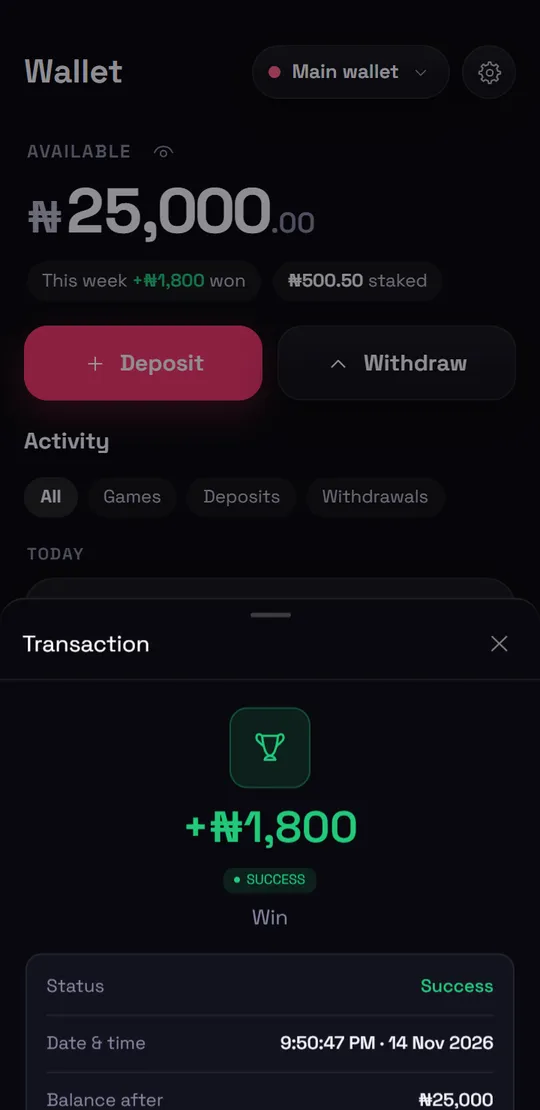 Wallet
Main wallet
AVAILABLE
₦25,000.00
This week +₦1,800 won
₦500.50 staked
+ Deposit
Withdraw
Activity
All
Games
Deposits
Withdrawals
TODAY
Transaction
+₦1,800
SUCCESS
Win
Status Success
Date & time 9:50:47 PM · 14 Nov 2026
Balance after ₦25,000